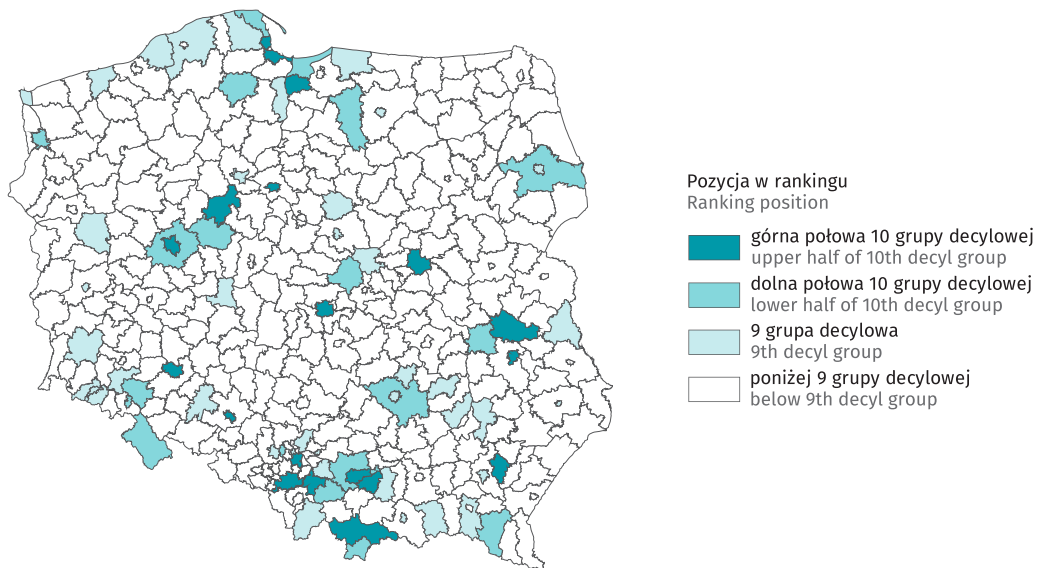 Pozycja w rankingu
Ranking position
górna połowa 10 grupy decylowej
upper half of 10th decyl group
dolna połowa 10 grupy decylowej
lower half of 10th decyl group
9 grupa decylowa
9th decyl group
poniżej 9 grupy decylowej
below 9th decyl group